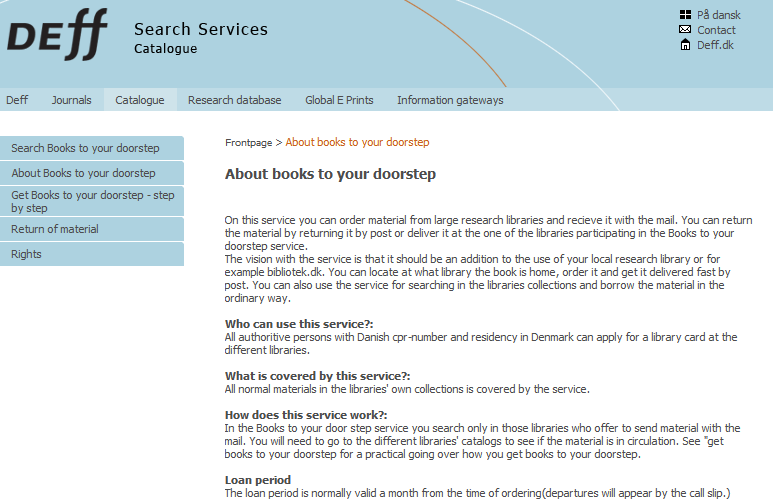 DEff
Search Services
Catalogue
På dansk
Contact
Deff.dk
Deff Journals Catalogue Research database Global E Prints Information gateways
Search Books to your doorstep
About Books to your doorstep
Get Books to your doorstep - step
by step
Return of material
Rights
Frontpage > About books to your doorstep
About books to your doorstep
On this service you can order material from large research libraries and recieve it with the mail. You can return
the material by returning it by post or deliver it at the one of the libraries participating in the Books to your
doorstep service.
The vision with the service is that it should be an addition to the use of your local research library or for
example bibliotek.dk. You can locate at what library the book is home, order it and get it delivered fast by
post. You can also use the service for searching in the libraries collections and borrow the material in the
ordinary way.
Who can use this service?:
All authoritive persons with Danish cpr-number and residency in Denmark can apply for a library card at the
different libraries.
What is covered by this service?:
All normal materials in the libraries' own collections is covered by the service.
How does this service work?:
In the Books to your door step service you search only in those libraries who offer to send material with the
mail. You will need to go to the different libraries' catalogs to see if the material is in circulation. See "get
books to your doorstep for a practical going over how you get books to your doorstep.
Loan period
The loan period is normally valid a month from the time of ordering(departures will appear by the call slip.)